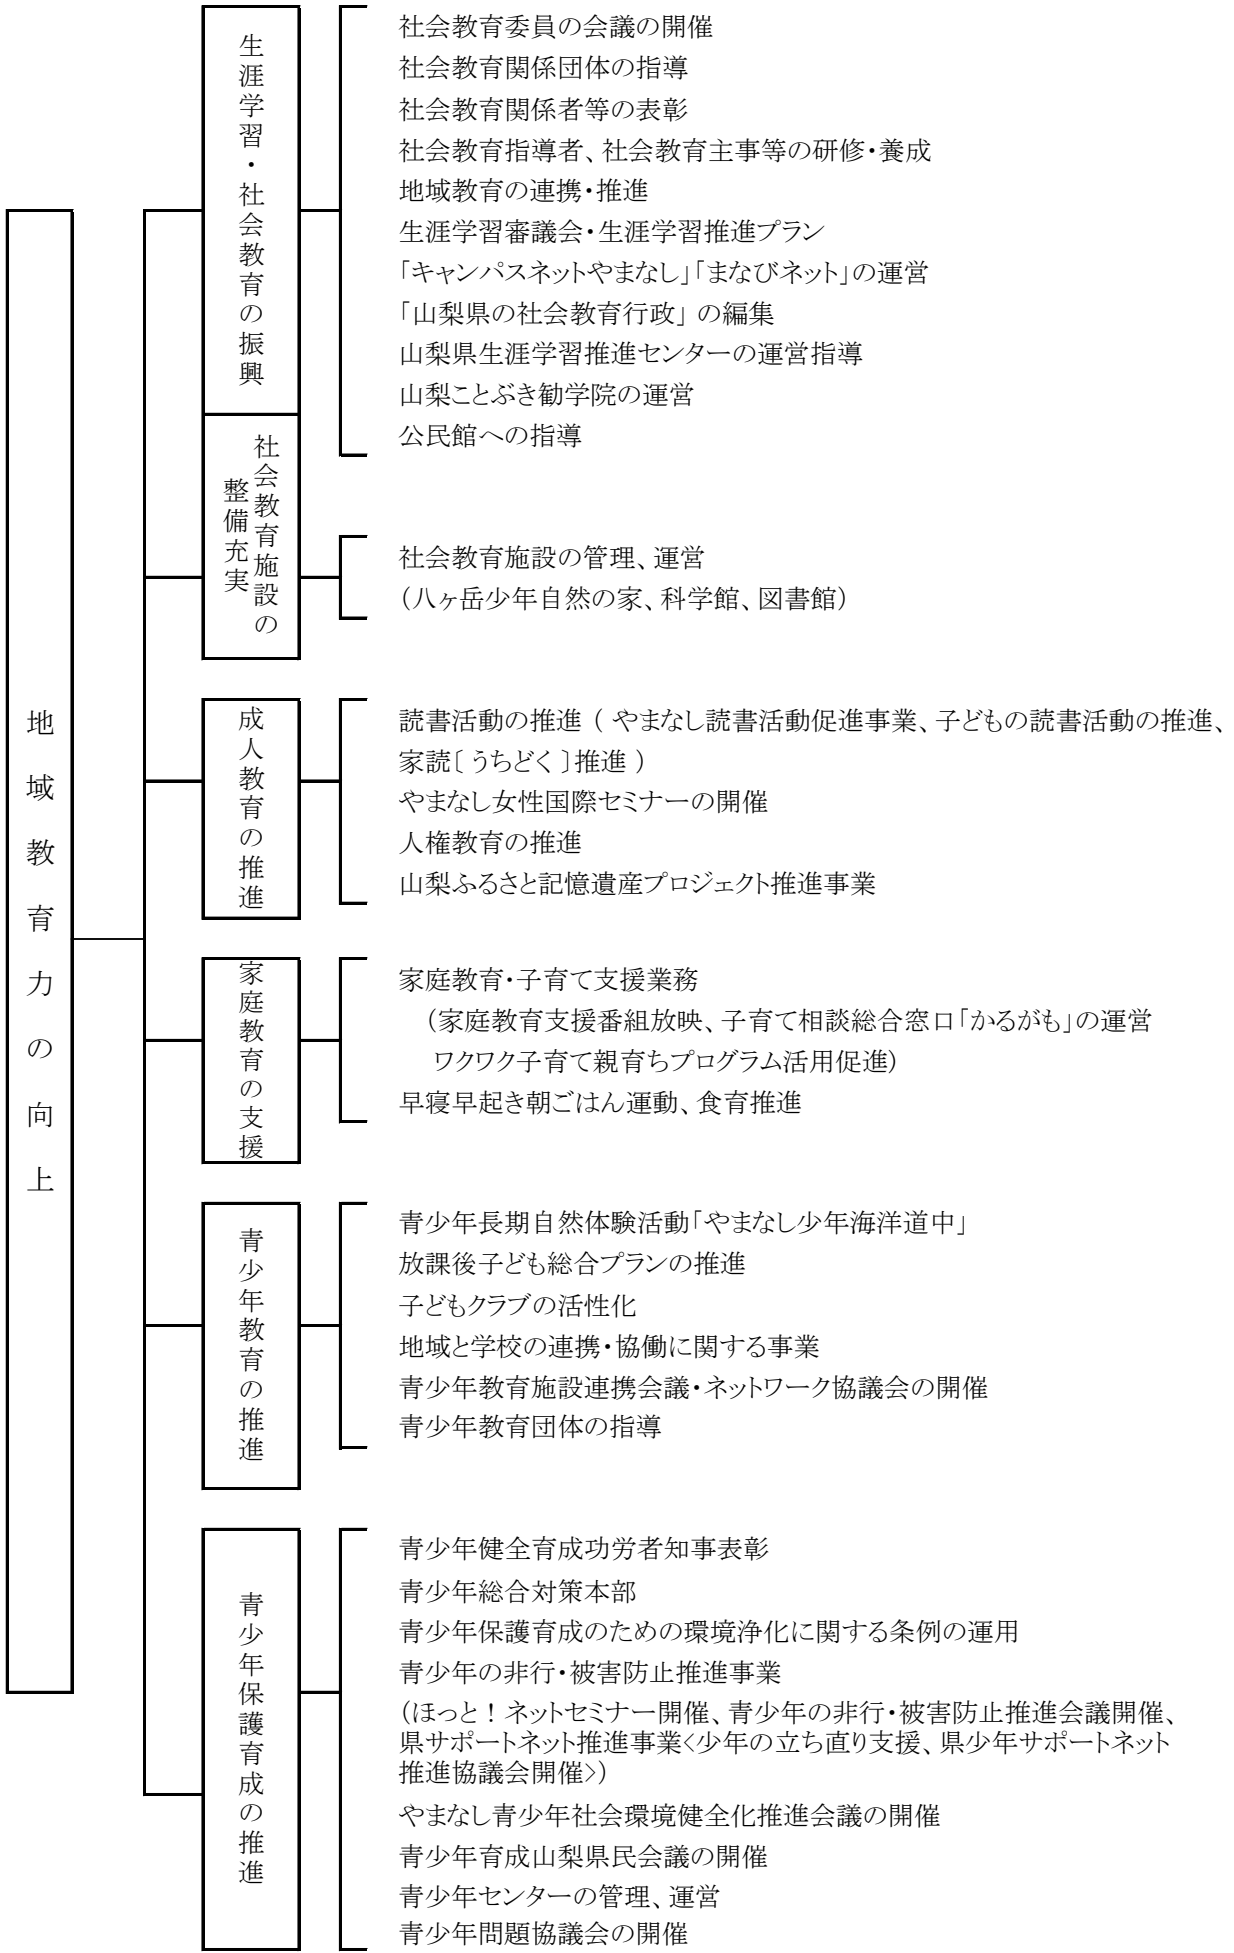 地域教育力の向上
生涯学習・社会教育の振興
社会教育委員の会議の開催
社会教育関係団体の指導
社会教育関係者等の表彰
社会教育指導者、社会教育主事等の研修・養成
地域教育の連携・推進
生涯学習審議会・生涯学習推進プラン
「キャンパスネットやまなし」「まなびネット」の運営
「山梨県の社会教育行政」の編集
山梨県生涯学習推進センターの運営指導
山梨ことぶき勧学院の運営
公民館への指導
社会教育施設の
整備充実
社会教育施設の管理、運営
(八ヶ岳少年自然の家、科学館、図書館)
成人教育の推進
読書活動の推進 ( やまなし読書活動促進事業、子どもの読書活動の推進、
家読〔うちどく〕推進 )
やまなし女性国際セミナーの開催
人権教育の推進
山梨ふるさと記憶遺産プロジェクト推進事業
家庭教育の支援
家庭教育・子育て支援業務
(家庭教育支援番組放映、子育て相談総合窓口「かるがも」の運営
ワクワク子育て親育ちプログラム活用促進)
早寝早起き朝ごはん運動、食育推進
青少年教育の推進
青少年長期自然体験活動「やまなし少年海洋道中」
放課後子ども総合プランの推進
子どもクラブの活性化
地域と学校の連携・協働に関する事業
青少年教育施設連携会議・ネットワーク協議会の開催
青少年教育団体の指導
青少年保護育成の推進
青少年健全育成功労者知事表彰
青少年総合対策本部
青少年保護育成のための環境浄化に関する条例の運用
青少年の非行・被害防止推進事業
(ほっと！ネットセミナー開催、青少年の非行・被害防止推進会議開催、
県サポートネット推進事業<少年の立ち直り支援、県少年サポートネット
推進協議会開催>)
やまなし青少年社会環境健全化推進会議の開催
青少年育成山梨県民会議の開催
青少年センターの管理、運営
青少年問題協議会の開催